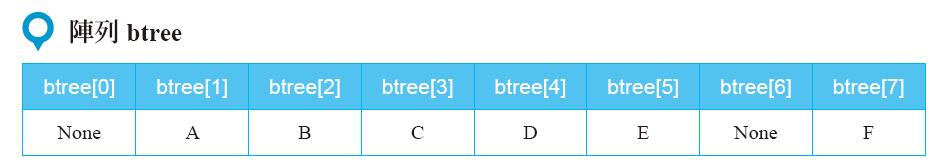 陣列 btree
btree[0] btree[1] btree[2] btree[3] btree[4] btree[5] btree[6] btree[7]
None A B C D E None F